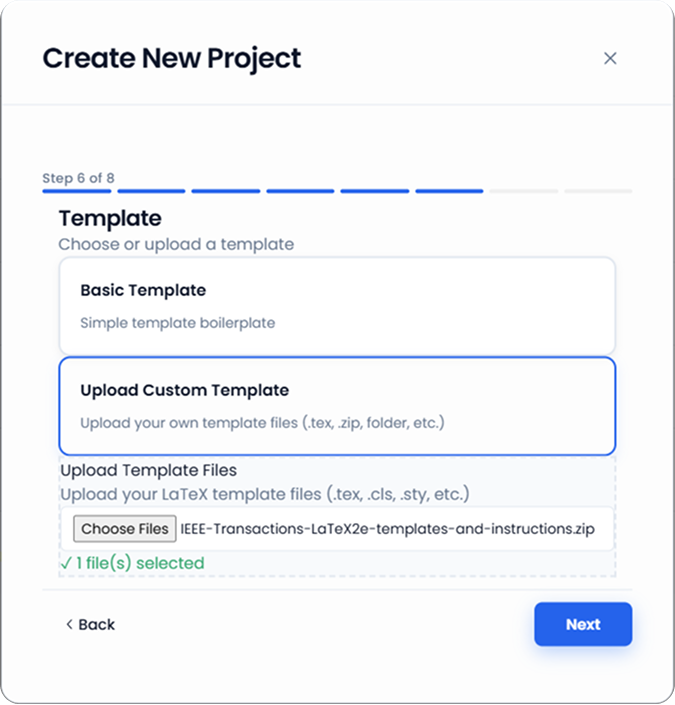 Create New Project
Step 6 of 8
Template
Choose or upload a template
Basic Template
Simple template boilerplate
Upload Custom Template
Upload your own template files (.tex, .zip, folder, etc.)
Upload Template Files
Upload your LaTeX template files (.tex, .cls, .sty, etc.)
Choose Files IEEE-Transactions-LaTeX2e-templates-and-instructions.zip
✓ 1 file(s) selected
Back Next